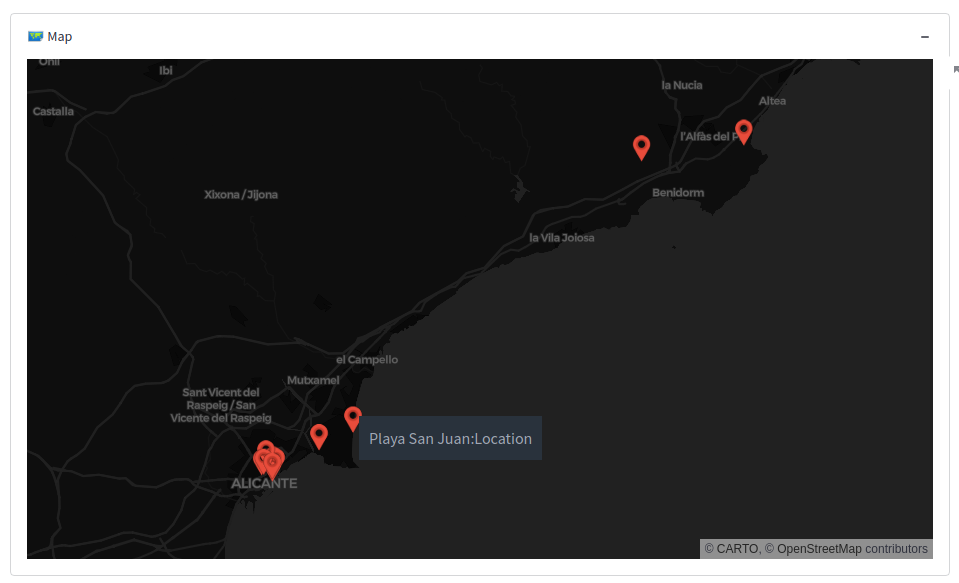 Map
Onil
Ibi
la Nucia
Castalla
Altea
l'Alfàs del P
Xixona / Jijona
Benidorm
la Vila Joiosa
el Campello
Mutxamel
Sant Vicent del
Raspeig / San
Vicente del Raspeig
Playa San Juan:Location
ALICANTE
© CARTO, © OpenStreetMap contributors